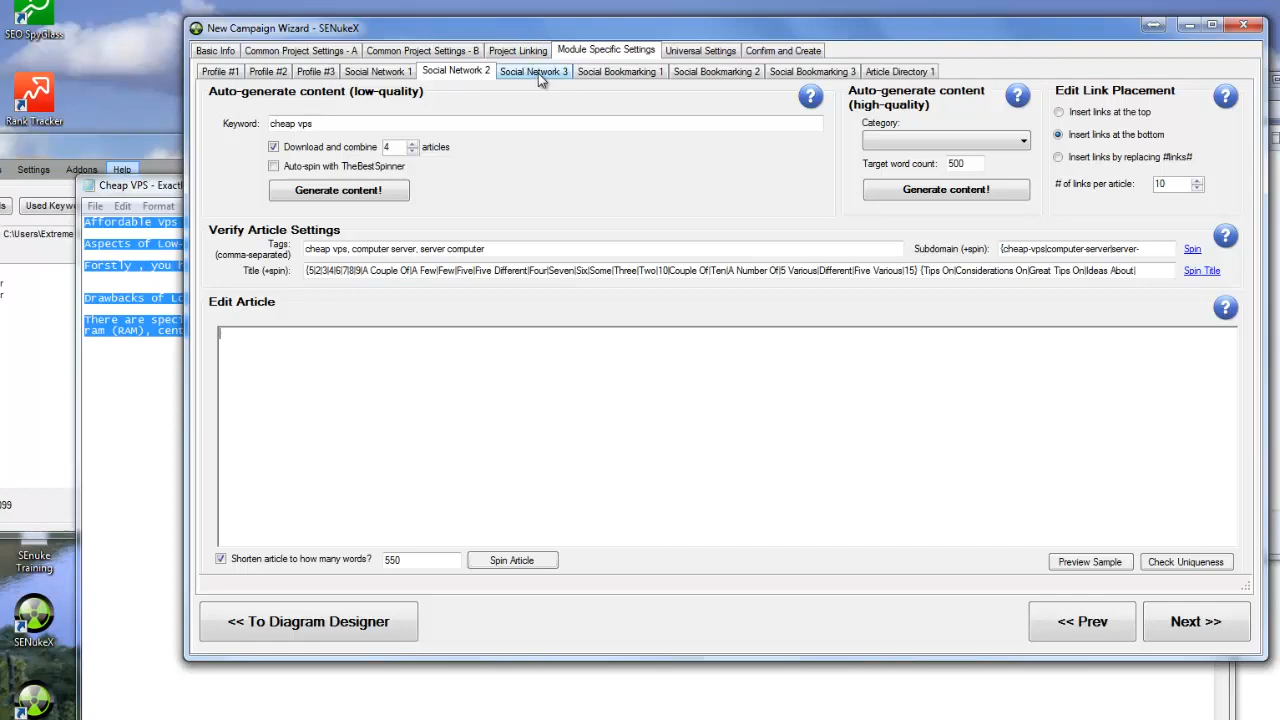 SEO SpyGlass
Rank Tracker
Settings Addons Help
Used Keyw
C:\Users\Extreme
099
SEnuke
Training
SENukeX
Cheap VPS - Exact
File Edit Format
Affordable Vps
Aspects of Low-
Forstly , you h
Drawbacks of Lo
There are speci
ram (RAM), cent
New Campaign Wizard - SENukeX
Basic Info Common Project Settings - A Common Project Settings - B Project Linking Module Specific Settings Universal Settings Confirm and Create
Profile #1 Profile #2 Profile #3 Social Network 1 Social Network 2 Social Network 3 Social Bookmarking 1 Social Bookmarking 2 Social Bookmarking 3 Article Directory 1
Auto-generate content (low-quality)
Keyword: cheap vps
Download and combine 4 articles
Auto-spin with TheBestSpinner
Generate content!
Auto-generate content
(high-quality)
Category:
Target word count: 500
Generate content!
Edit Link Placement
Insert links at the top
Insert links at the bottom
Insert links by replacing #links#
# of links per article: 10
Verify Article Settings
Tags:
(comma-separated) cheap vps, computer server, server computer
Subdomain (+spin): {cheap-vps|computer-server|server- Spin
Title (+spin): {5|2|3|4|6|7|8|9|A Couple Of|A Few|Few|Five|Five Different|Four|Seven|Six|Some|Three|Two|10|Couple Of|Ten|A Number Of|5 Various|Different|Five Various|15} {Tips On|Considerations On|Great Tips On|Ideas About| Spin Title
Edit Article
Shorten article to how many words? 550 Spin Article Preview Sample Check Uniqueness
<< To Diagram Designer << Prev Next >>